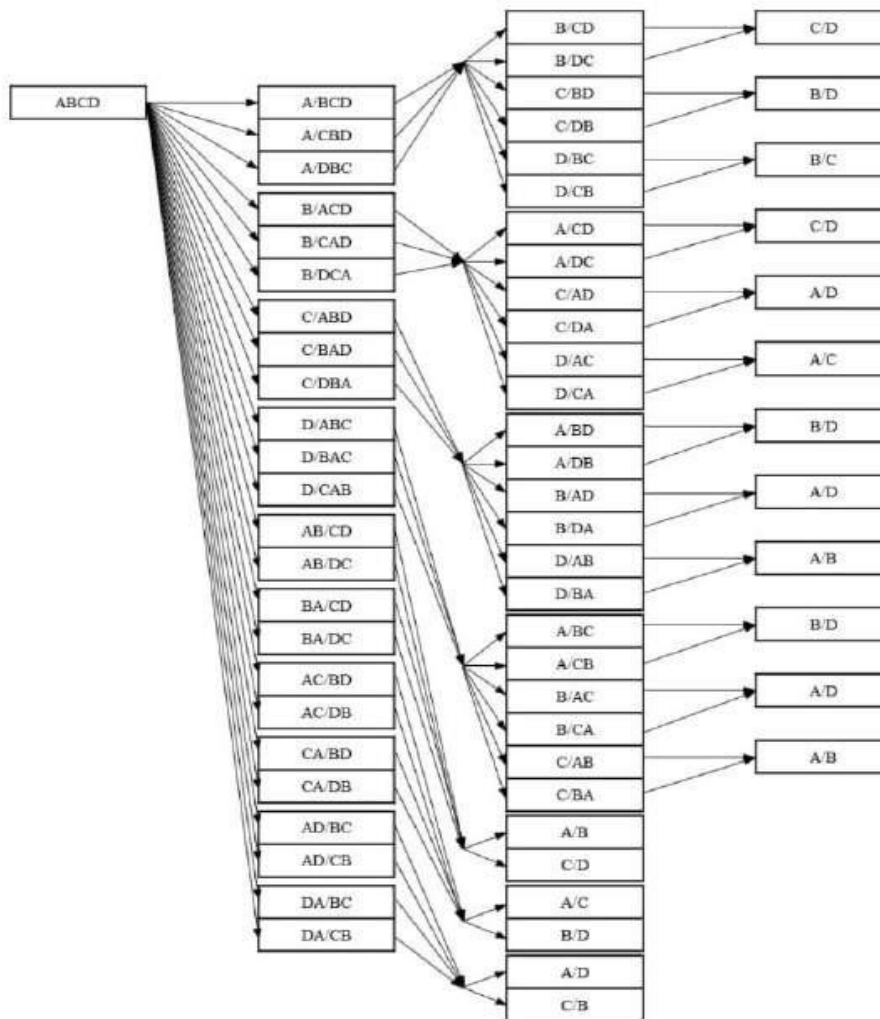 ABCD
A/BCD
A/CBD
A/DBC
B/ACD
B/CAD
B/DCA
C/ABD
C/BAD
C/DBA
D/ABC
D/BAC
D/CAB
AB/CD
AB/DC
BA/CD
BA/DC
AC/BD
AC/DB
CA/BD
CA/DB
AD/BC
AD/CB
DA/BC
DA/CB
B/CD
B/DC
C/BD
C/DB
D/BC
D/CB
A/CD
A/DC
C/AD
C/DA
D/AC
D/CA
A/BD
A/DB
B/AD
B/DA
D/AB
D/BA
A/BC
A/CB
B/AC
B/CA
C/AB
C/BA
A/B
C/D
A/C
B/D
A/D
C/B
C/D
B/D
B/C
C/D
A/D
A/C
B/D
A/D
A/B
B/D
A/D
A/B